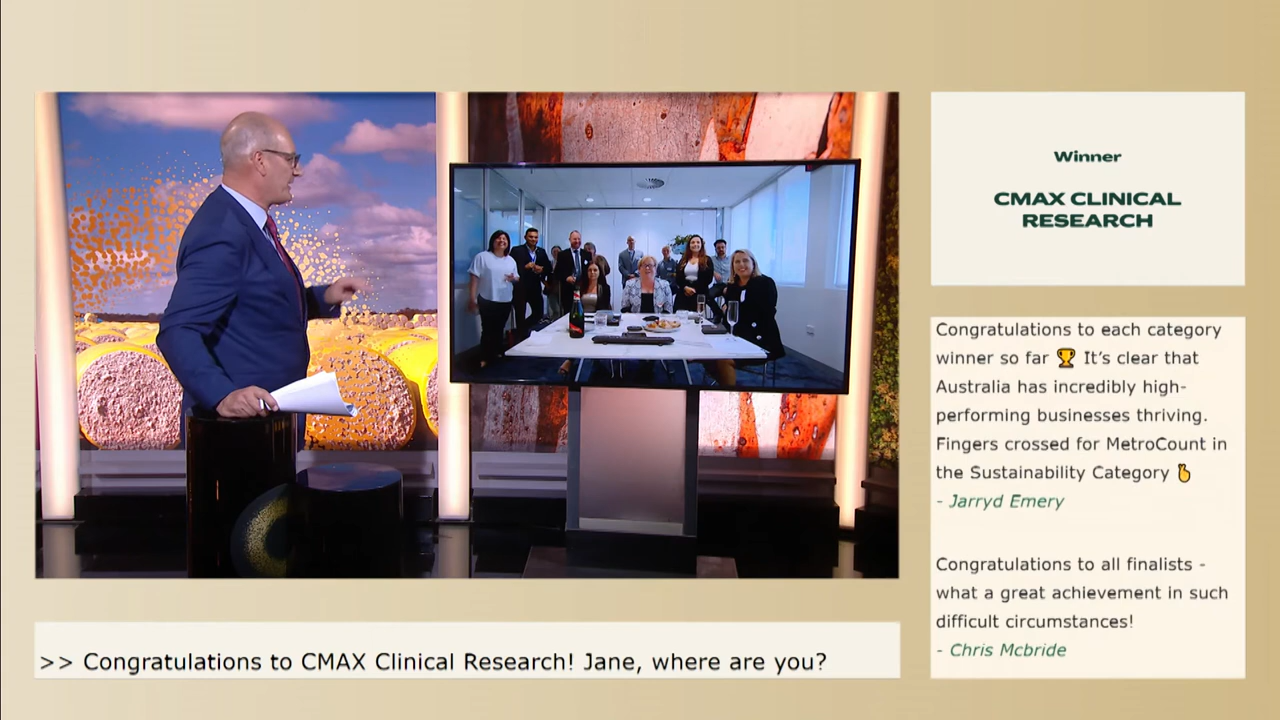 Winner
CMAX CLINICAL
RESEARCH
Congratulations to each category
winner so far 🏆 It’s clear that
Australia has incredibly high-
performing businesses thriving.
Fingers crossed for MetroCount in
the Sustainability Category 🤞
- Jarryd Emery
Congratulations to all finalists -
what a great achievement in such
difficult circumstances!
- Chris Mcbride
>> Congratulations to CMAX Clinical Research! Jane, where are you?